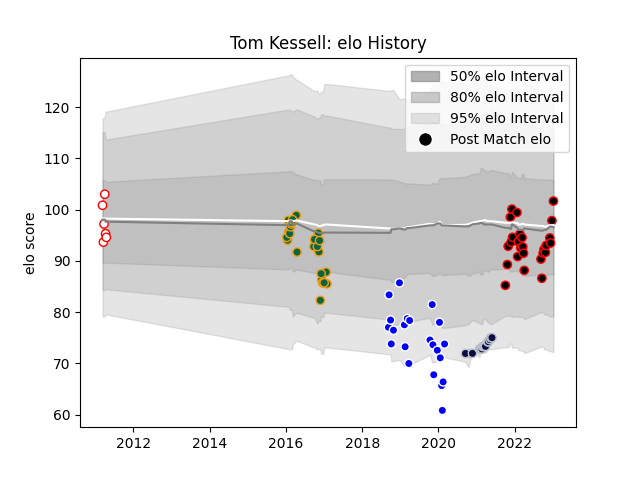 Tom Kessell: elo History
50% elo Interval
80% elo Interval
95% elo Interval
Post Match elo
elo score
120
110
100
90
80
70
60
2012
2014
2016
2018
2020
2022